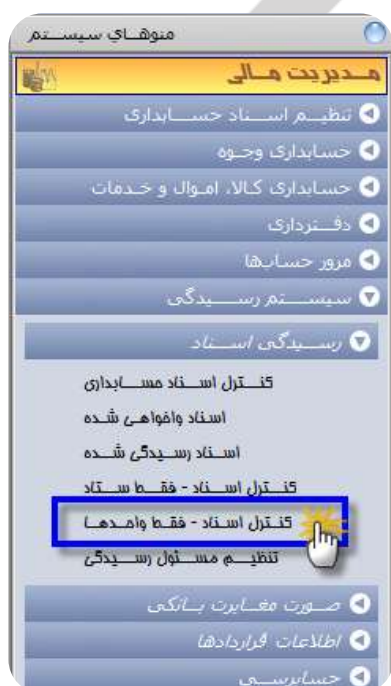 منوهای سیستم
مدیریت مالی
تنظیم اسناد حسابداری
حسابداری وجوه
حسابداری کالا، اموال و خدمات
دفترداری
مرور حساب‌ها
سیستم رسیدگی
رسیدگی اسناد
کنترل اسناد حسابداری
اسناد واخواهی شده
اسناد رسیدگی شده
کنترل اسناد - فقط ستاد
کنترل اسناد - فقط واحدها
تنظیم مسئول رسیدگی
صورت مغایرت بانکی
اطلاعات قراردادها
حسابرسی